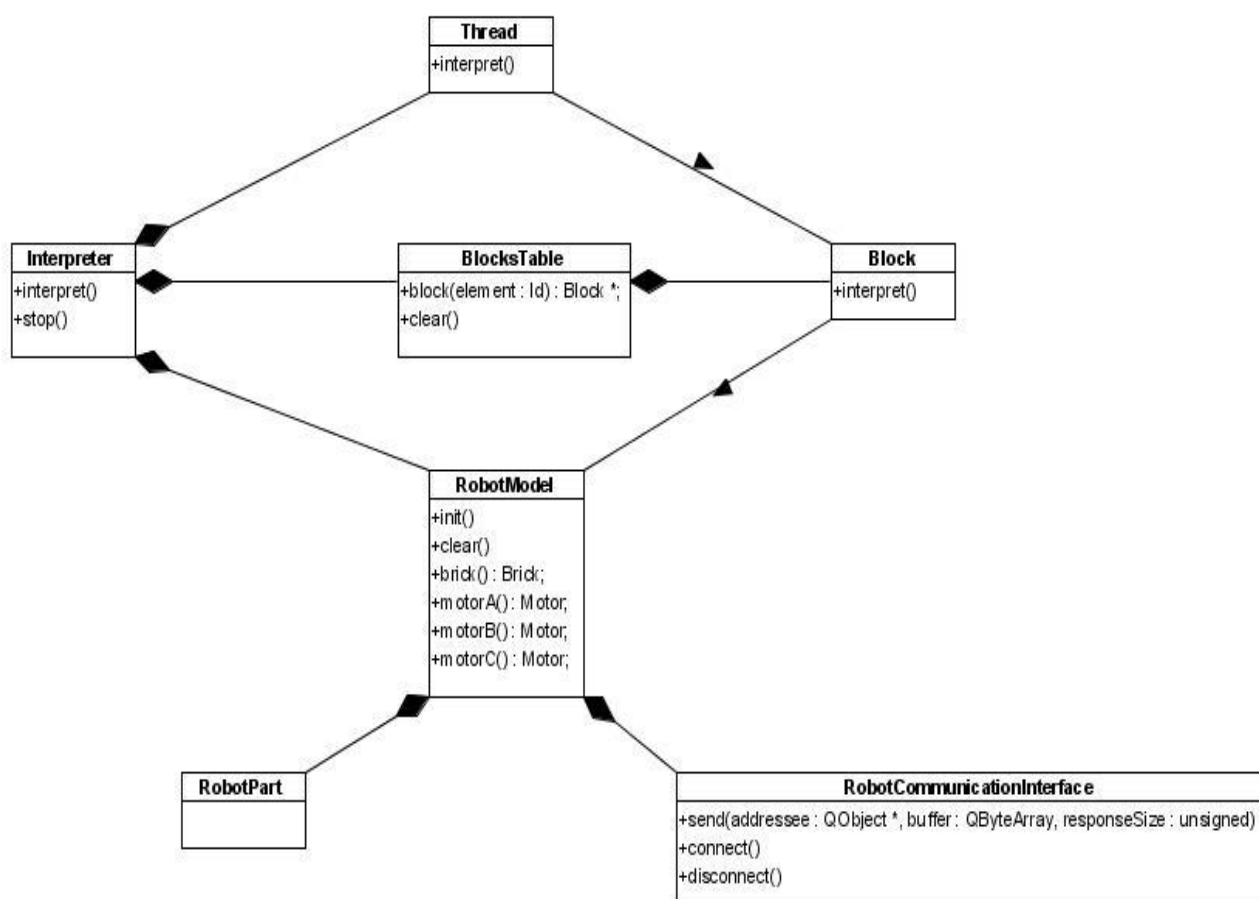 Thread
+interpret()
Interpreter
+interpret()
+stop()
BlocksTable
+block(element : Id) : Block *;
+clear()
Block
+interpret()
RobotModel
+init()
+clear()
+brick() : Brick;
+motorA() : Motor;
+motorB() : Motor;
+motorC() : Motor;
RobotPart
RobotCommunicationInterface
+send(addressee : QObject *, buffer : QByteArray, responseSize : unsigned)
+connect()
+disconnect()